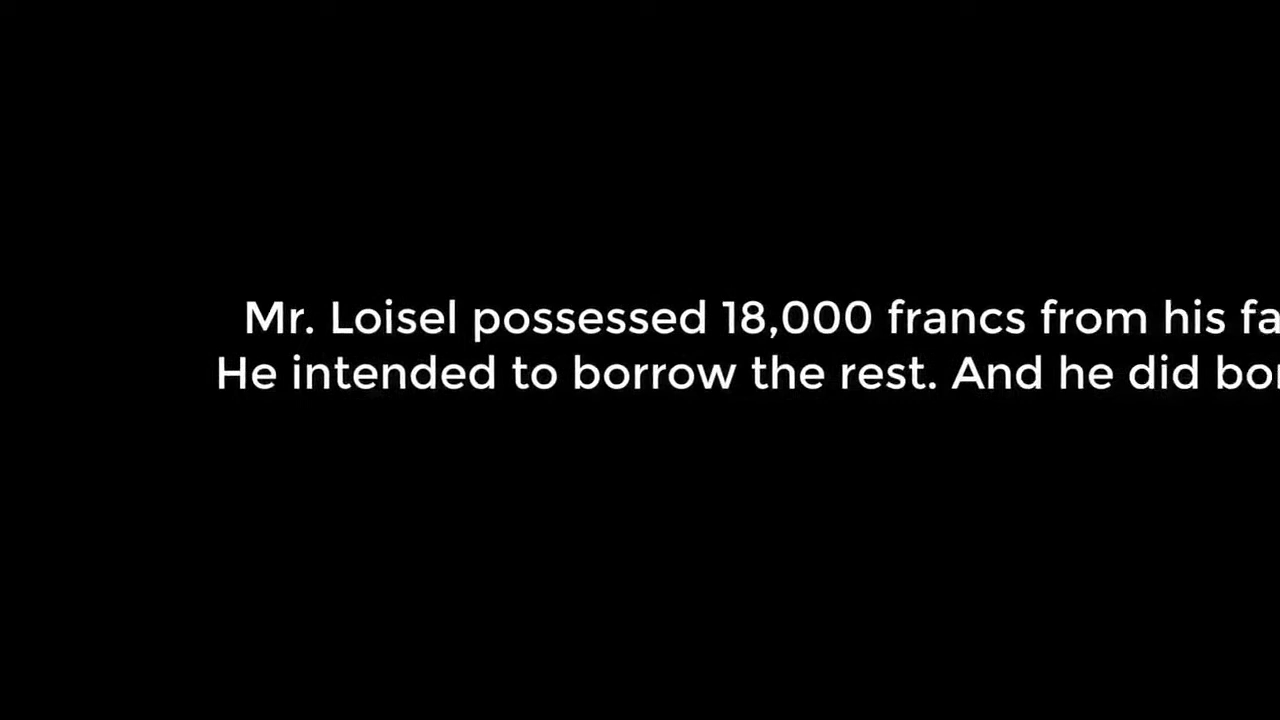 Mr. Loisel possessed 18,000 francs from his
He intended to borrow the rest. And he did